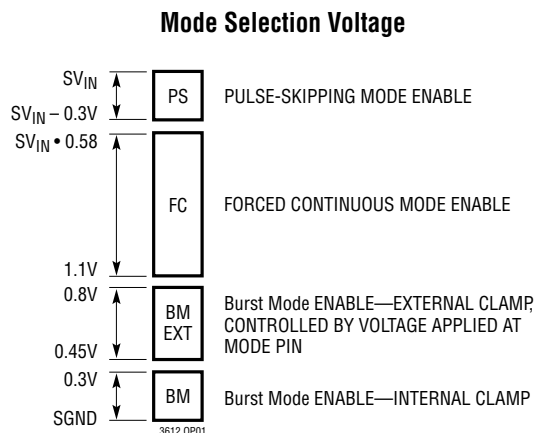 Mode Selection Voltage
SVIN
PS
PULSE-SKIPPING MODE ENABLE
SVIN – 0.3V
SVIN • 0.58
FC
FORCED CONTINUOUS MODE ENABLE
1.1V
0.8V
BM
EXT
Burst Mode ENABLE—EXTERNAL CLAMP,
CONTROLLED BY VOLTAGE APPLIED AT
MODE PIN
0.45V
0.3V
BM
Burst Mode ENABLE—INTERNAL CLAMP
SGND
3612 OP01